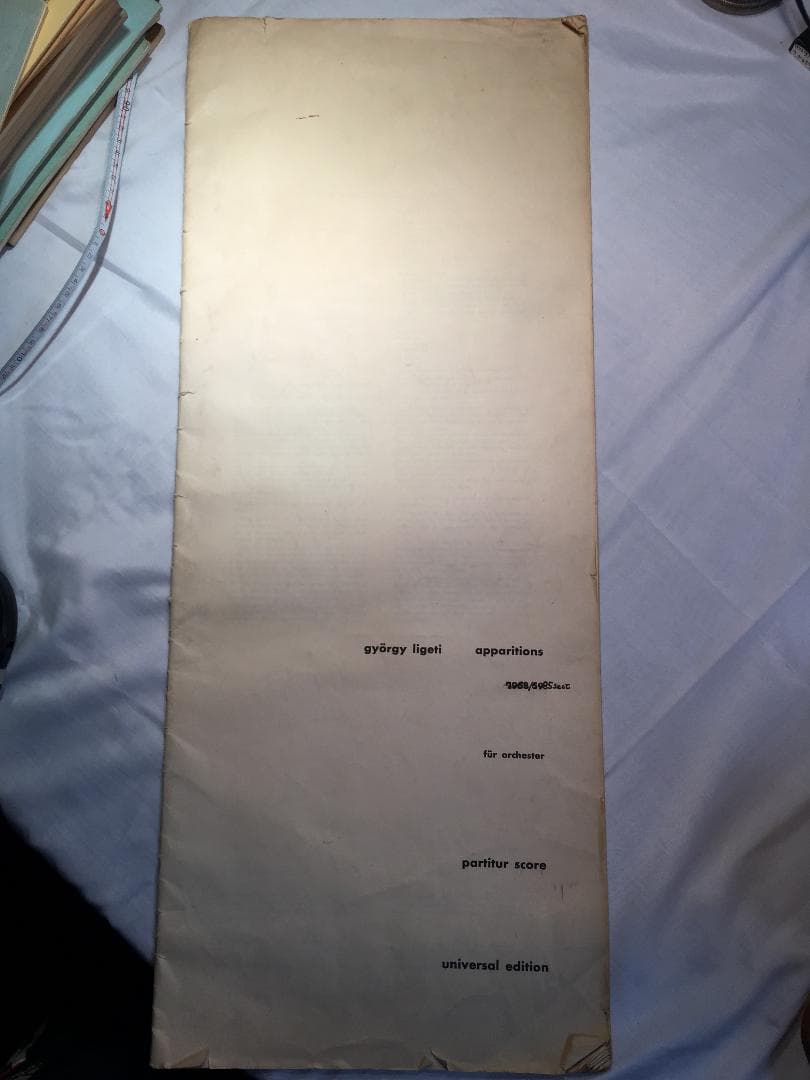 györgy ligeti apparitions
für orchester
partitur score
universal edition